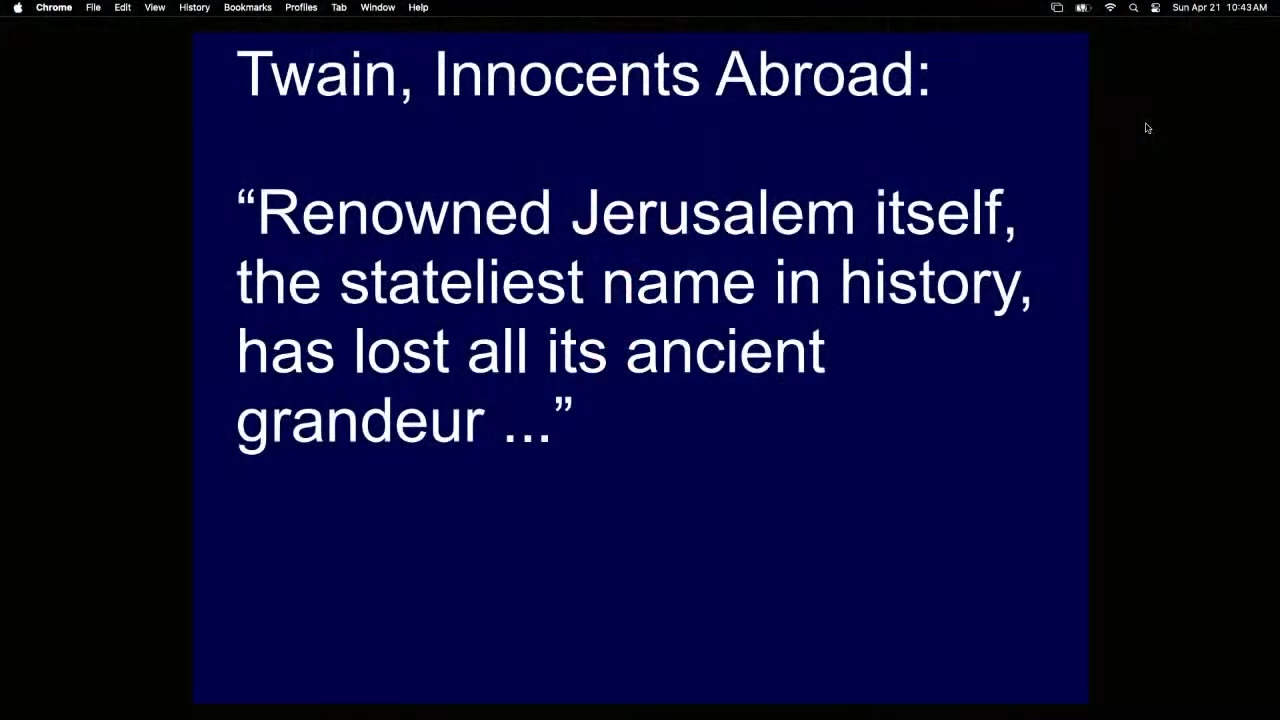 Chrome File Edit View History Bookmarks Profiles Tab Window Help Sun Apr 21 10:43 AM
Twain, Innocents Abroad:
“Renowned Jerusalem itself,
the stateliest name in history,
has lost all its ancient
grandeur ...”